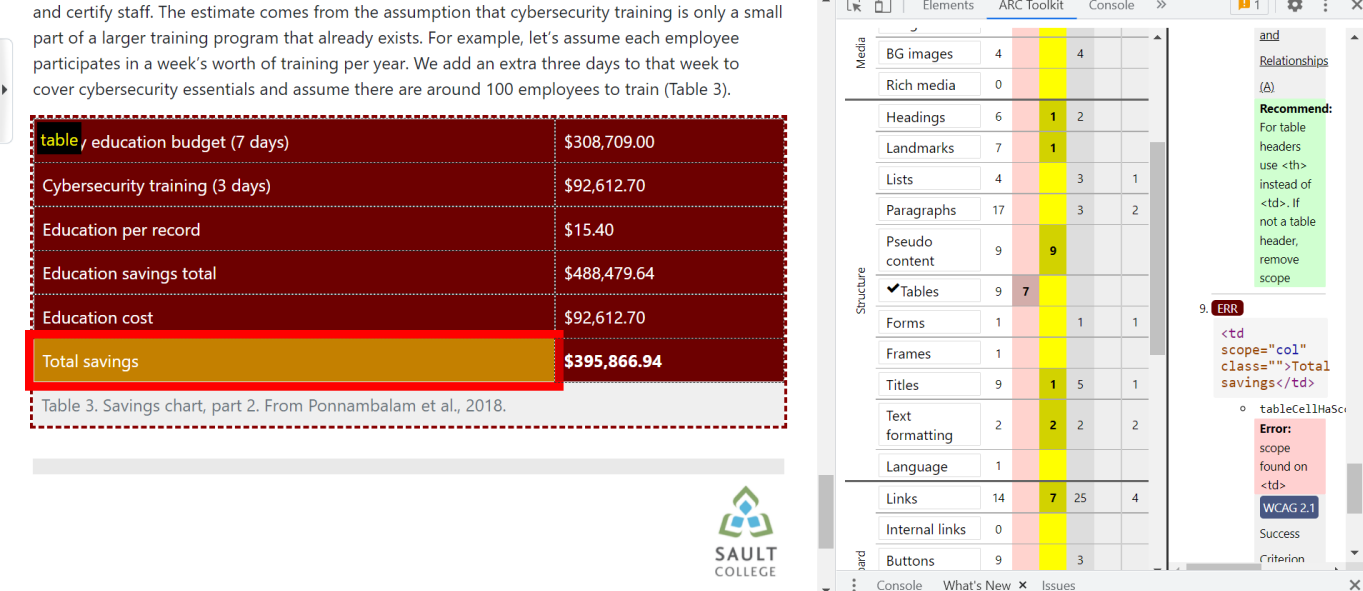 and certify staff. The estimate comes from the assumption that cybersecurity training is only a small
part of a larger training program that already exists. For example, let’s assume each employee
participates in a week’s worth of training per year. We add an extra three days to that week to
cover cybersecurity essentials and assume there are around 100 employees to train (Table 3).
table
education budget (7 days) $308,709.00
Cybersecurity training (3 days) $92,612.70
Education per record $15.40
Education savings total $488,479.64
Education cost $92,612.70
Total savings $395,866.94
Table 3. Savings chart, part 2. From Ponnambalam et al., 2018.
SAULT
COLLEGE
Elements ARC Toolkit Console » 1
Media
BG images 4 4
Rich media 0
Structure
Headings 6 1 2
Landmarks 7 1
Lists 4 3 1
Paragraphs 17 3 2
Pseudo
content 9 9
Tables 9 7
Forms 1 1 1
Frames 1
Titles 9 1 5 1
Text
formatting 2 2 2 2
Language 1
Links 14 7 25 4
Internal links 0
Buttons 9 3
and
Relationships
(A)
Recommend:
For table
headers
use <th>
instead of
<td>. If
not a table
header,
remove
scope
9. ERR
<td
scope="col"
class="">Total
savings</td>
Error:
scope
found on
<td>
WCAG 2.1
Success
Criterion
Console What's New × Issues